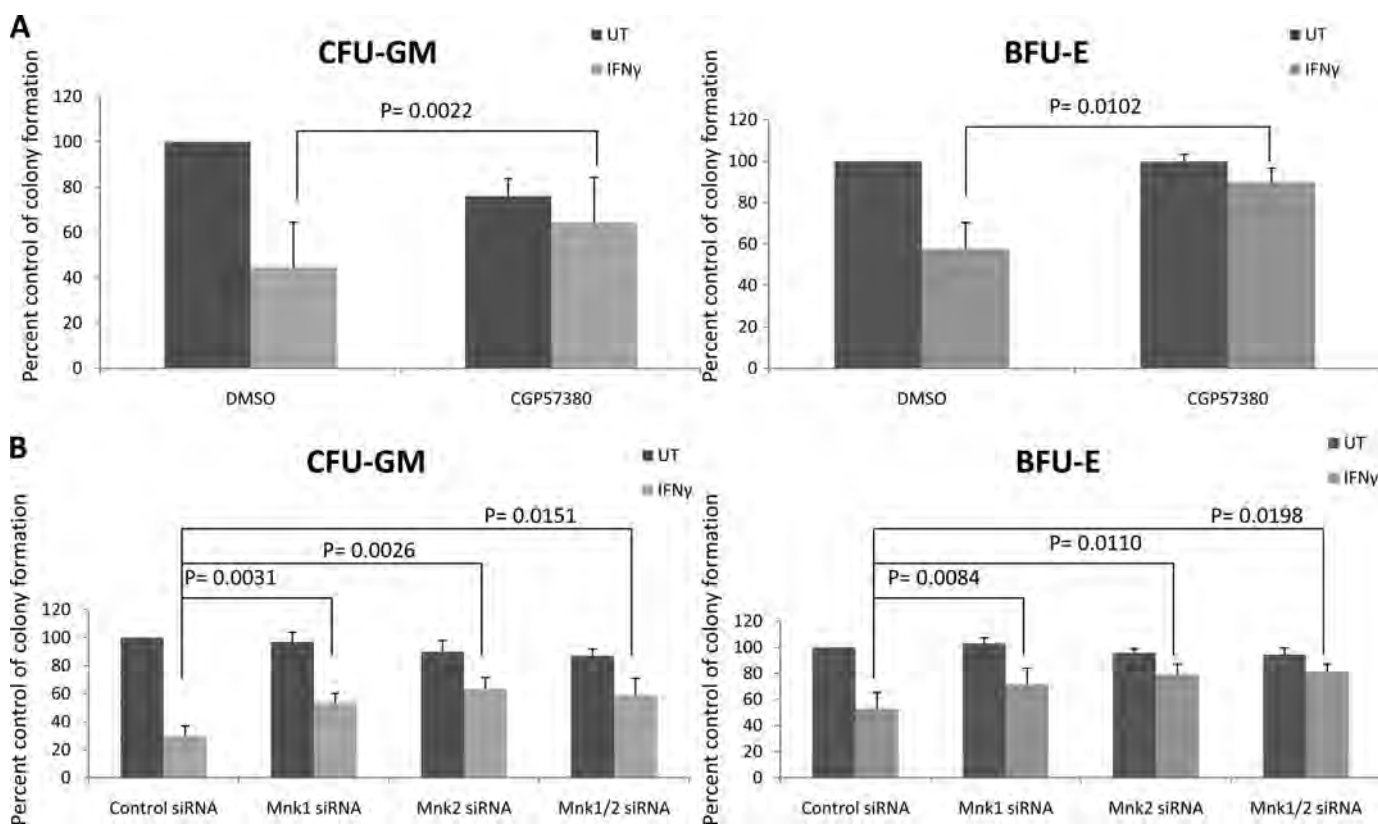 A
CFU-GM
UT
IFNγ
Percent control of colony formation
120
100
80
60
40
20
0
P= 0.0022
DMSO
CGP57380
BFU-E
UT
IFNγ
Percent control of colony formation
120
100
80
60
40
20
0
P= 0.0102
DMSO
CGP57380
B
CFU-GM
UT
IFNγ
Percent control of colony formation
P= 0.0151
P= 0.0026
P= 0.0031
120
100
80
60
40
20
0
Control siRNA
Mnk1 siRNA
Mnk2 siRNA
Mnk1/2 siRNA
BFU-E
UT
IFNγ
Percent control of colony formation
P= 0.0198
P= 0.0110
P= 0.0084
120
100
80
60
40
20
0
Control siRNA
Mnk1 siRNA
Mnk2 siRNA
Mnk1/2 siRNA